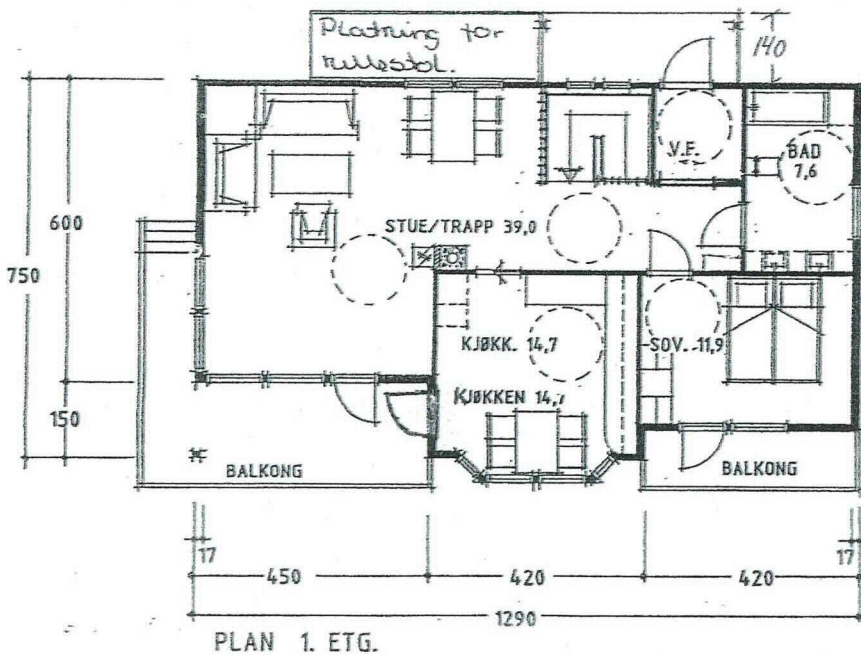 Platning for
rullestol.
140
600
750
150
V.F.
BAD
7,6
STUE/TRAPP 39,0
KJØKK. 14,7
SOV. 11,9
KJØKKEN 14,7
BALKONG
BALKONG
17
450
420
420
17
1290
PLAN 1. ETG.